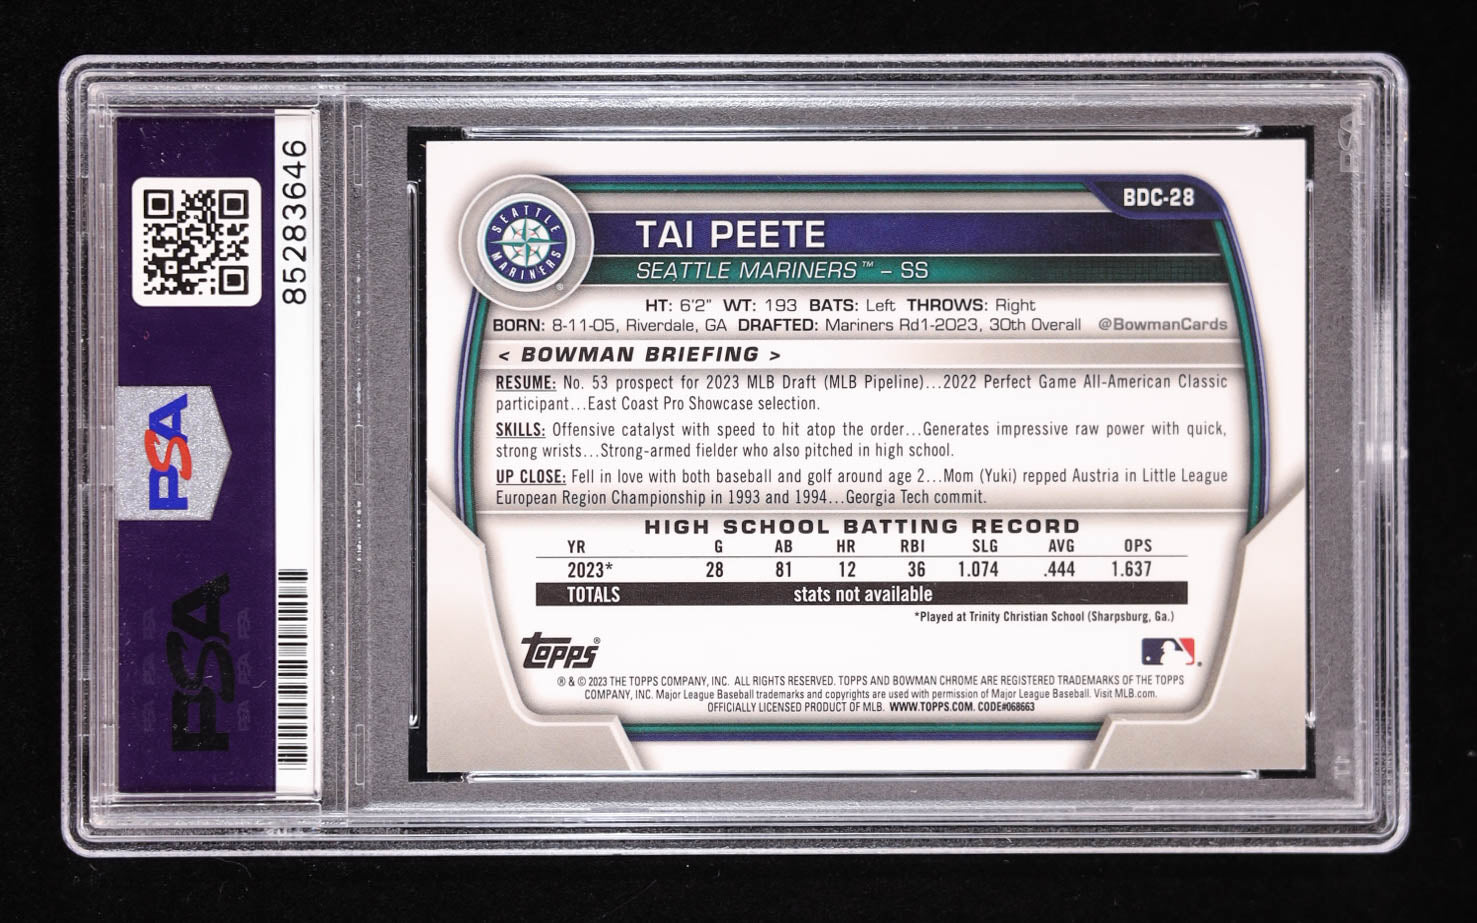 85283646
PSA
PSA
BDC-28
SEATTLE MARINERS
TAI PEETE
SEATTLE MARINERS™ – SS
HT: 6'2" WT: 193 BATS: Left THROWS: Right
BORN: 8-11-05, Riverdale, GA DRAFTED: Mariners Rd1-2023, 30th Overall @BowmanCards
< BOWMAN BRIEFING >
RESUME: No. 53 prospect for 2023 MLB Draft (MLB Pipeline)...2022 Perfect Game All-American Classic
participant...East Coast Pro Showcase selection.
SKILLS: Offensive catalyst with speed to hit atop the order...Generates impressive raw power with quick,
strong wrists...Strong-armed fielder who also pitched in high school.
UP CLOSE: Fell in love with both baseball and golf around age 2...Mom (Yuki) repped Austria in Little League
European Region Championship in 1993 and 1994...Georgia Tech commit.
HIGH SCHOOL BATTING RECORD
YR G AB HR RBI SLG AVG OPS
2023* 28 81 12 36 1.074 .444 1.637
TOTALS stats not available
*Played at Trinity Christian School (Sharpsburg, Ga.)
Topps®
® & © 2023 THE TOPPS COMPANY, INC. ALL RIGHTS RESERVED. TOPPS AND BOWMAN CHROME ARE REGISTERED TRADEMARKS OF THE TOPPS
COMPANY, INC. Major League Baseball trademarks and copyrights are used with permission of Major League Baseball. Visit MLB.com.
OFFICIALLY LICENSED PRODUCT OF MLB. WWW.TOPPS.COM. CODE#068663